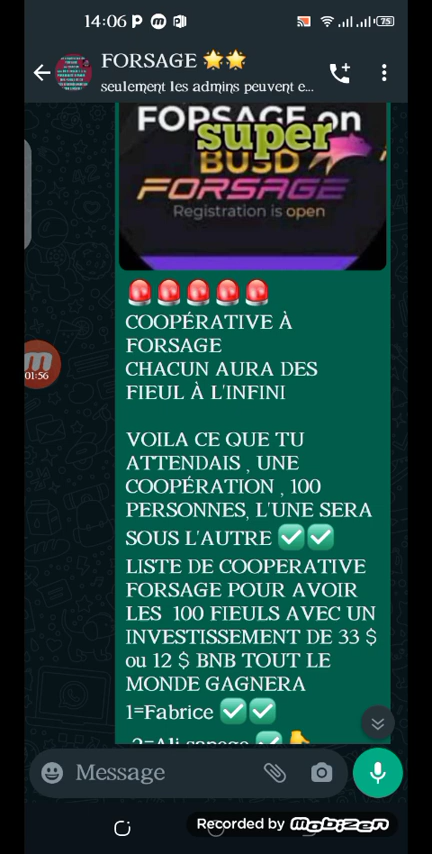 14:06
75
FORSAGE
seulement les admins peuvent e...
FORSAGE on
super
BUSD
FORSAGE
Registration is open
COOPÉRATIVE À
FORSAGE
CHACUN AURA DES
FIEUL À L'INFINI
VOILA CE QUE TU
ATTENDAIS , UNE
COOPÉRATION , 100
PERSONNES, L'UNE SERA
SOUS L'AUTRE ✅✅
LISTE DE COOPERATIVE
FORSAGE POUR AVOIR
LES 100 FIEULS AVEC UN
INVESTISSEMENT DE 33 $
ou 12 $ BNB TOUT LE
MONDE GAGNERA
1=Fabrice ✅✅
01:56
Message
Recorded by mobizen